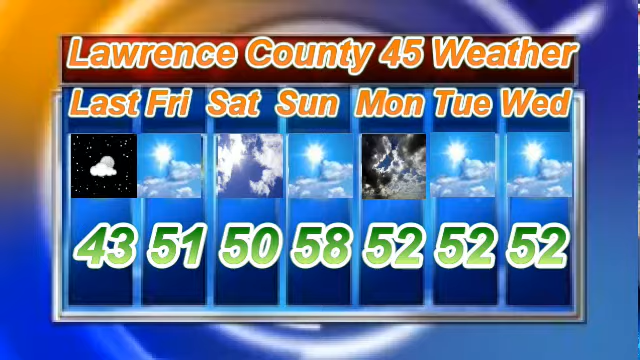 Lawrence County 45 Weather
Last Fri Sat Sun Mon Tue Wed
43 51 50 58 52 52 52